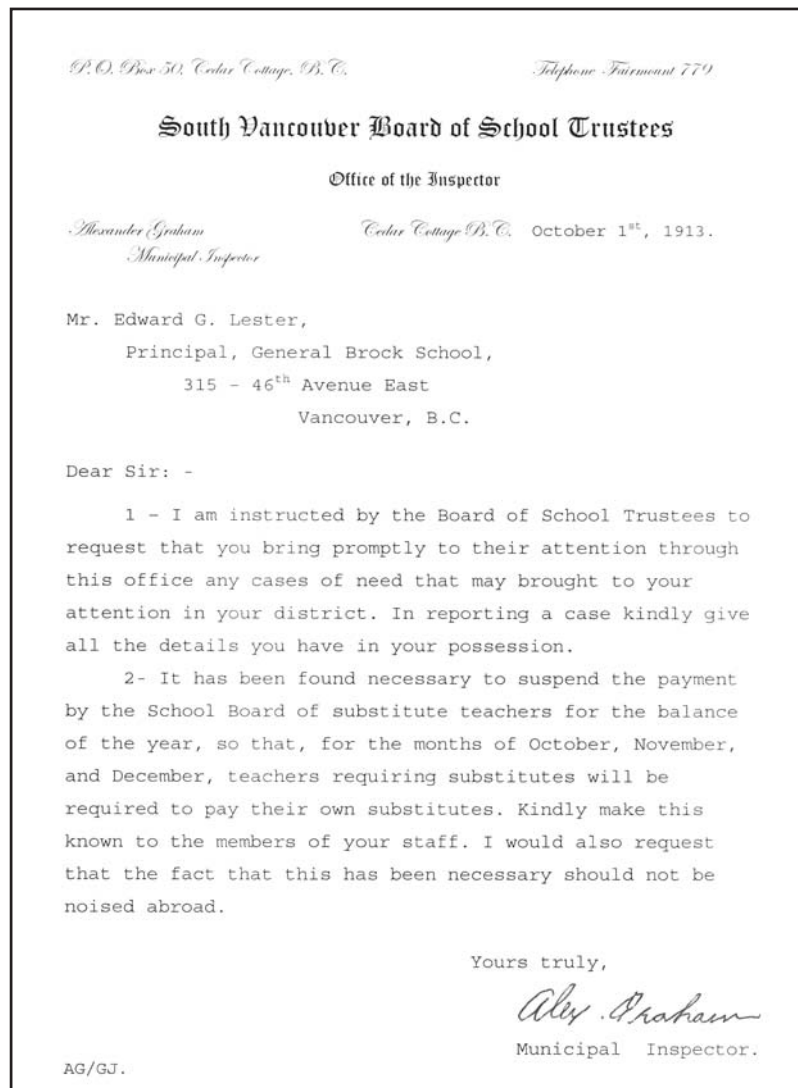 P. O. Box 30, Cedar Cottage, B. C. Telephone Fairmount 779
South Vancouver Board of School Trustees
Office of the Inspector
Alexander Graham Cedar Cottage B. C. October 1st, 1913.
Municipal Inspector
Mr. Edward G. Lester,
Principal, General Brock School,
315 - 46th Avenue East
Vancouver, B.C.
Dear Sir: -
1 - I am instructed by the Board of School Trustees to
request that you bring promptly to their attention through
this office any cases of need that may brought to your
attention in your district. In reporting a case kindly give
all the details you have in your possession.
2- It has been found necessary to suspend the payment
by the School Board of substitute teachers for the balance
of the year, so that, for the months of October, November,
and December, teachers requiring substitutes will be
required to pay their own substitutes. Kindly make this
known to the members of your staff. I would also request
that the fact that this has been necessary should not be
noised abroad.
Yours truly,
Alex. Graham
Municipal Inspector.
AG/GJ.